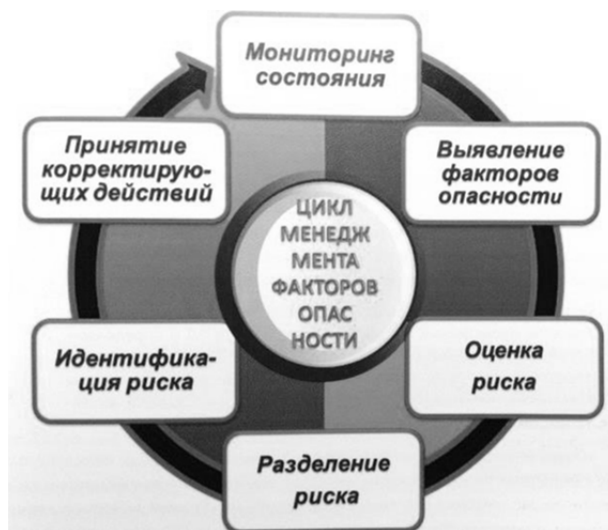 Мониторинг
состояния
Выявление
факторов
опасности
Оценка
риска
Разделение
риска
Идентифика-
ция риска
Принятие
корректирую-
щих действий
ЦИКЛ
МЕНЕДЖ
МЕНТА
ФАКТОРОВ
ОПАС
НОСТИ